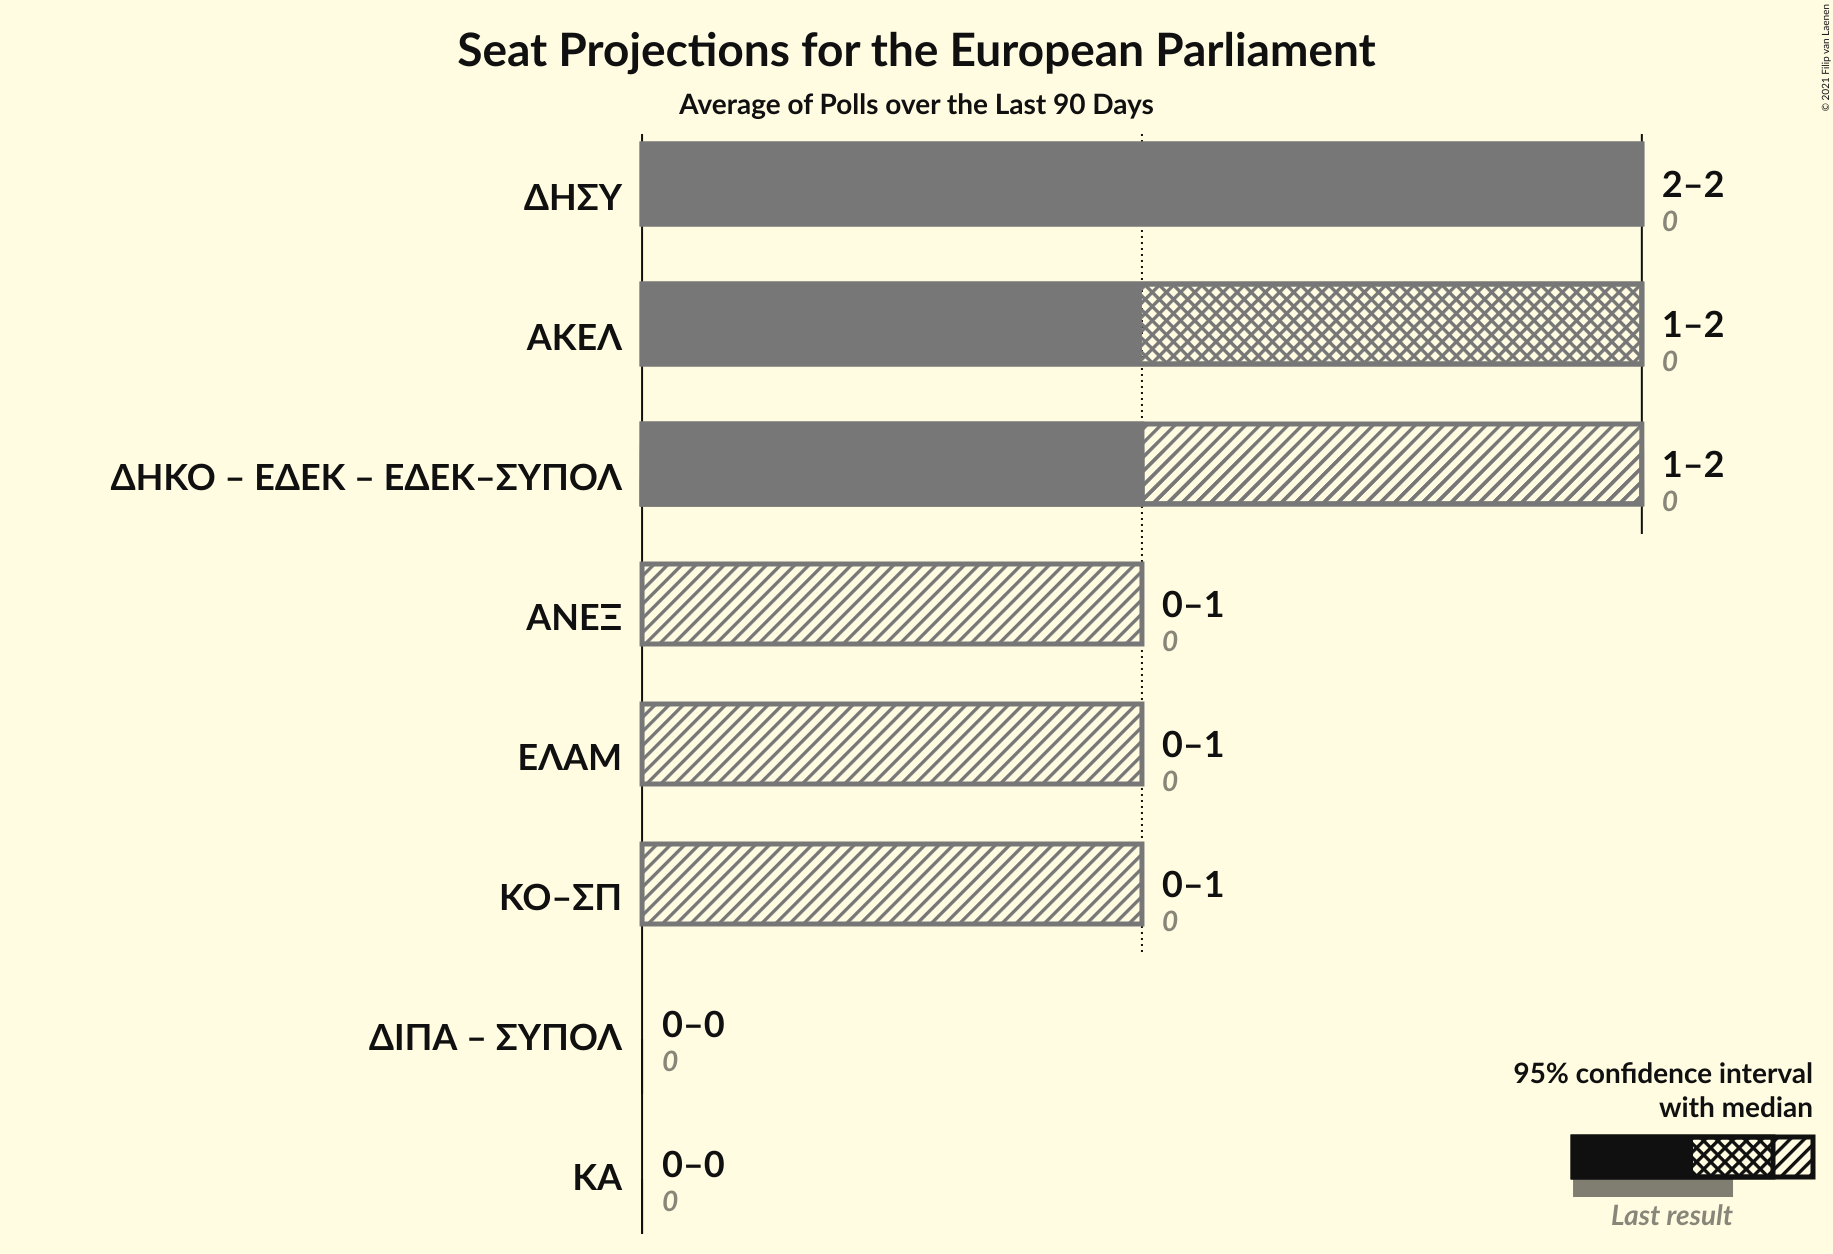 Seat Projections for the European Parliament
Average of Polls over the Last 90 Days
© 2021 Filip van Laenen
ΔΗΣΥ
2–2
0
ΑΚΕΛ
1–2
0
ΔΗΚΟ – ΕΔΕΚ – ΕΔΕΚ–ΣΥΠΟΛ
1–2
0
ΑΝΕΞ
0–1
0
ΕΛΑΜ
0–1
0
ΚΟ–ΣΠ
0–1
0
ΔΙΠΑ – ΣΥΠΟΛ
0–0
0
ΚΑ
0–0
0
95% confidence interval
with median
Last result